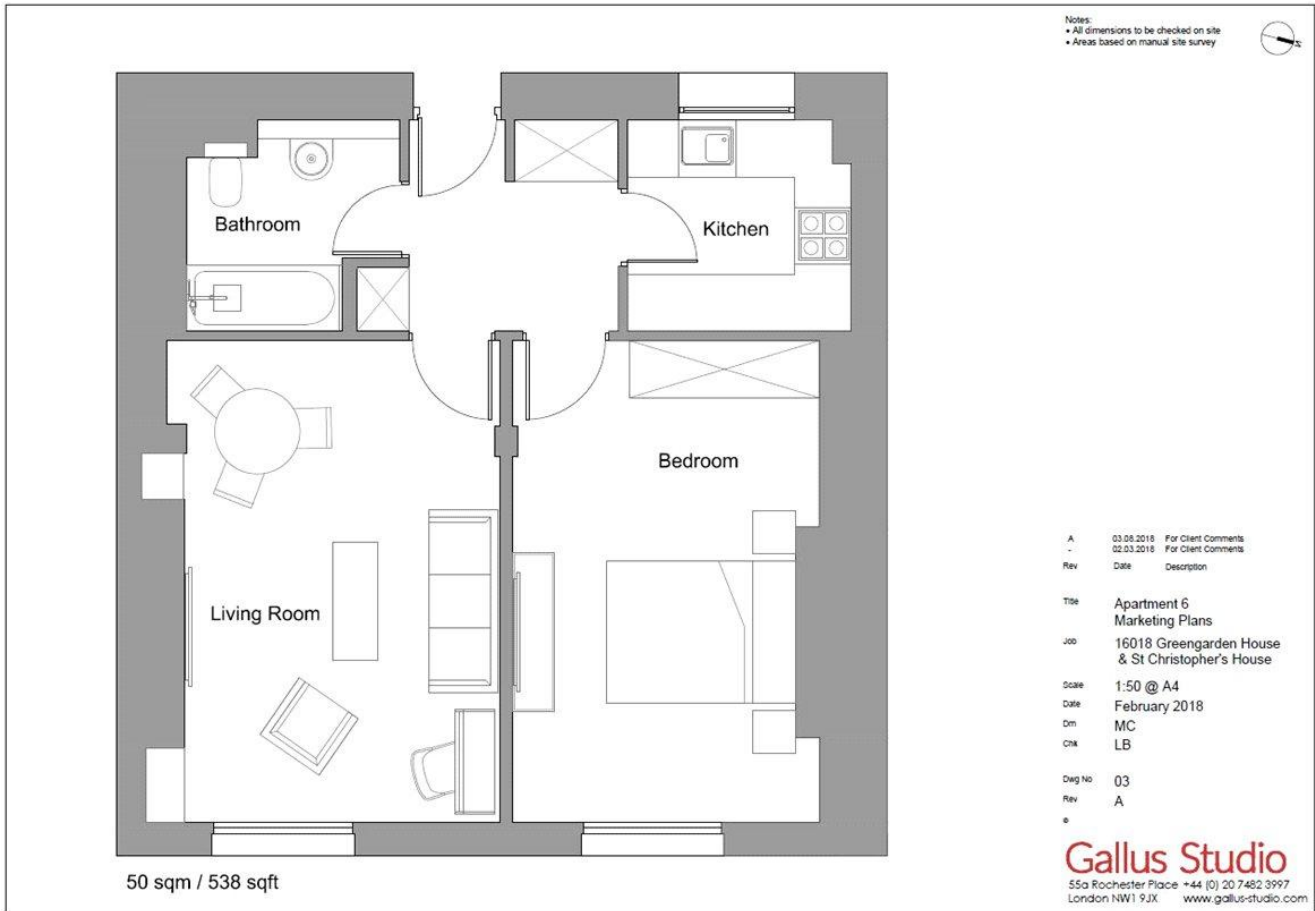 Notes:
• All dimensions to be checked on site
• Areas based on manual site survey
N
Bathroom
Kitchen
Bedroom
Living Room
50 sqm / 538 sqft
A 03.08.2018 For Client Comments
- 02.03.2018 For Client Comments
Rev Date Description
Title Apartment 6
Marketing Plans
Job 16018 Greengarden House
& St Christopher's House
Scale 1:50 @ A4
Date February 2018
Drn MC
Chk LB
Dwg No 03
Rev A
©
Gallus Studio
55a Rochester Place +44 (0) 20 7482 3997
London NW1 9JX www.gallus-studio.com